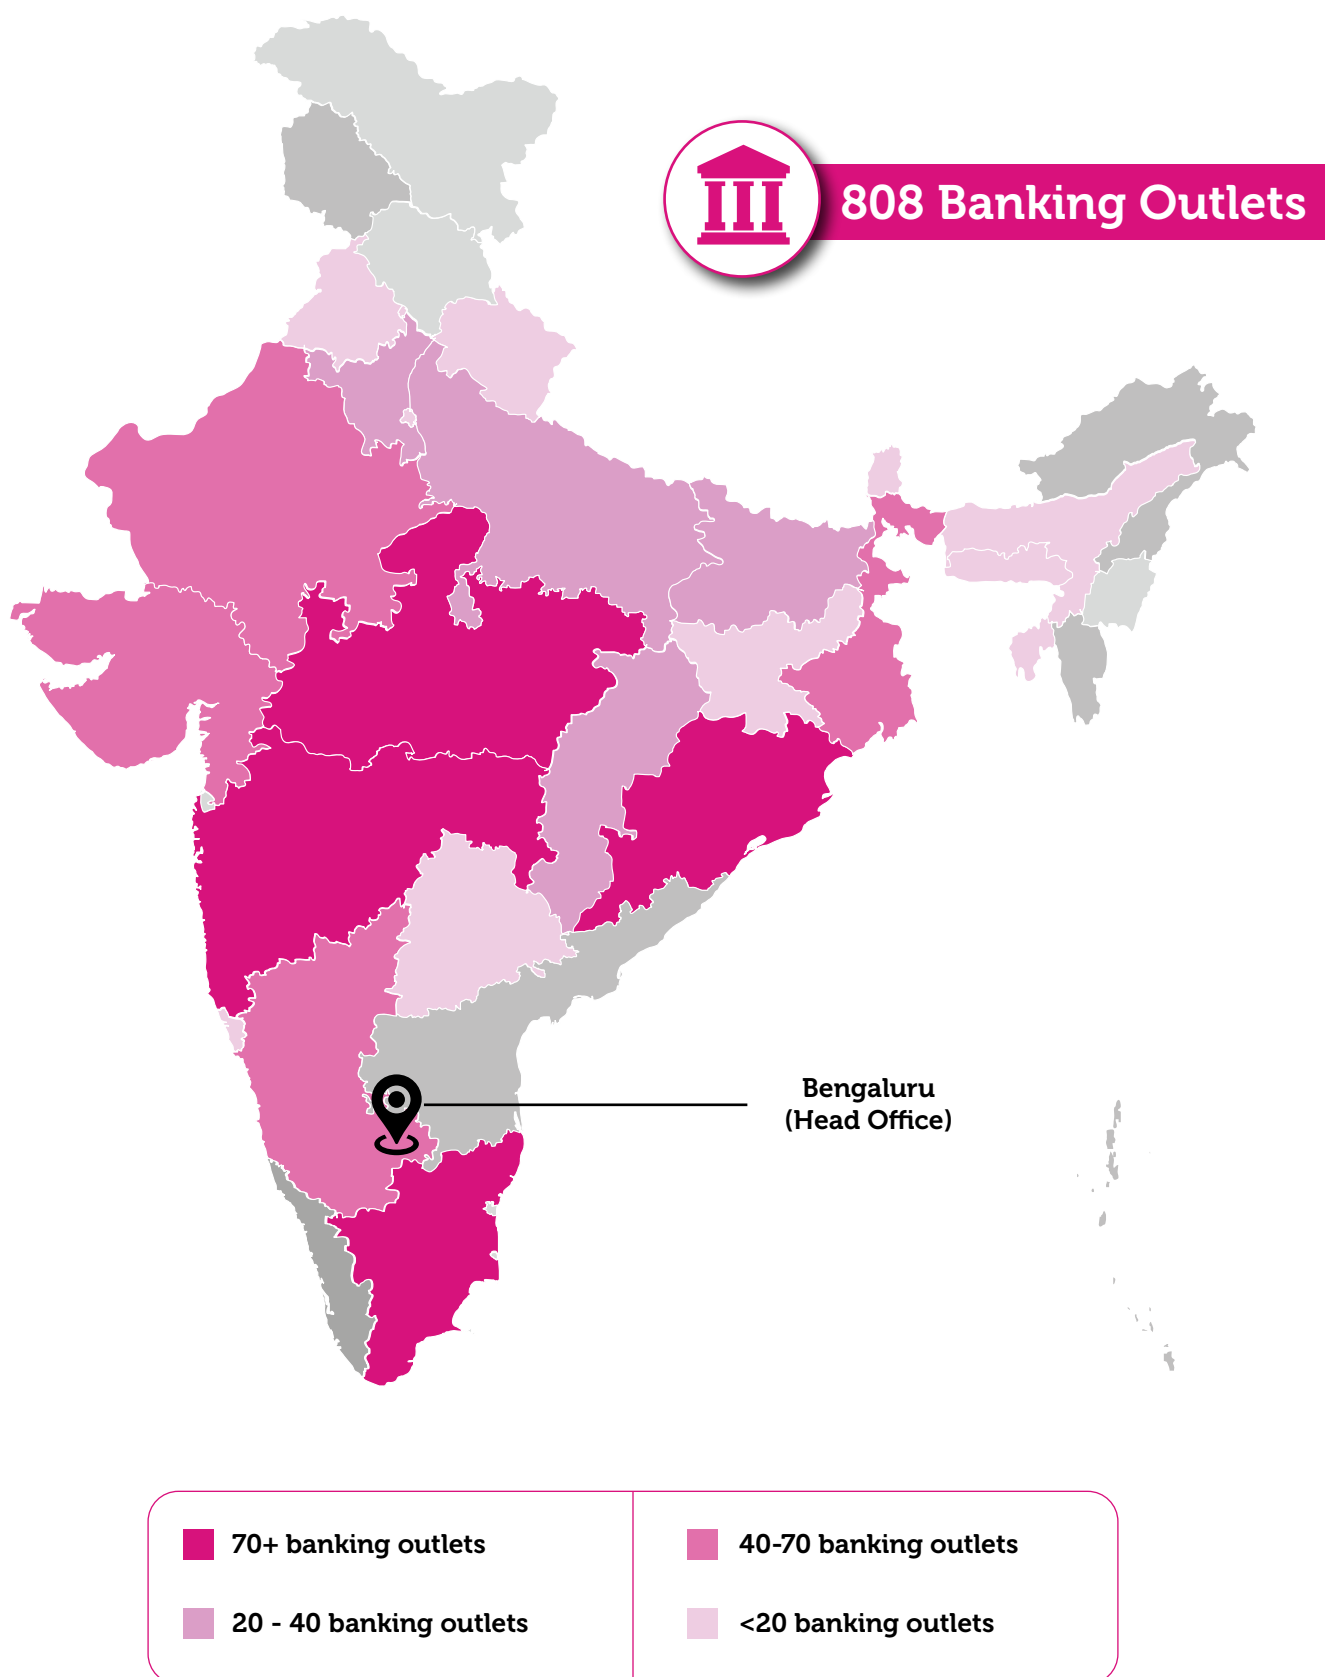 808 Banking Outlets
Bengaluru
(Head Office)
70+ banking outlets
40-70 banking outlets
20 - 40 banking outlets
<20 banking outlets